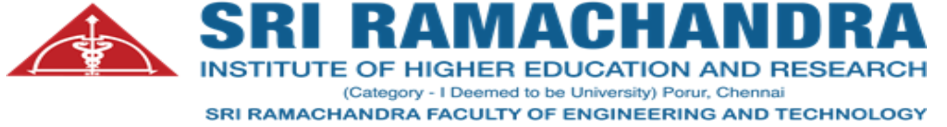 SRI RAMACHANDRA
INSTITUTE OF HIGHER EDUCATION AND RESEARCH
(Category - I Deemed to be University) Porur, Chennai
SRI RAMACHANDRA FACULTY OF ENGINEERING AND TECHNOLOGY